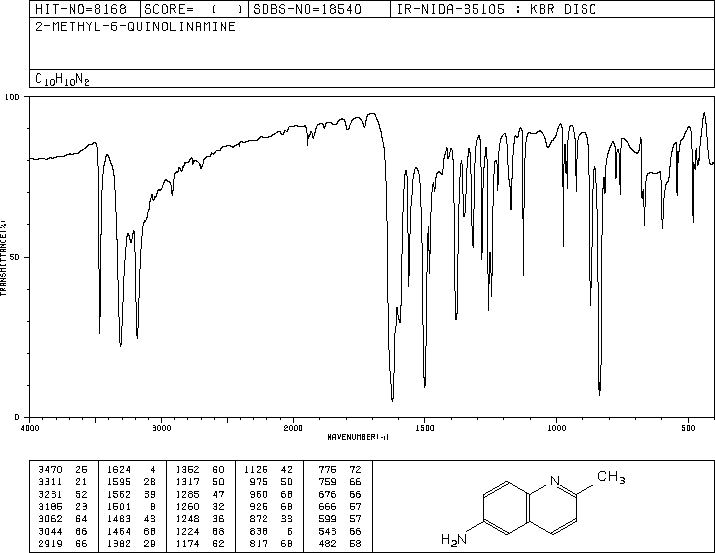 HIT-NO=8168 SCORE= ( ) SDBS-NO=18540 IR-NIDA-35105 : KBR DISC
2-METHYL-6-QUINOLINAMINE
C10H10N2
100
50
0
TRANSMITTANCE(%)
4000 3000 2000 1500 1000 500
WAVENUMBER(-1)
3470 25 1624 4 1352 60 1126 42 776 72
3311 21 1595 28 1317 50 975 50 759 66
3231 52 1562 39 1285 47 960 68 676 66
3185 23 1501 8 1260 32 926 68 666 57
3062 64 1483 43 1248 36 872 33 599 57
3044 66 1464 68 1224 68 838 6 543 66
2919 66 1382 29 1174 62 817 68 482 58
N
CH3
H2N